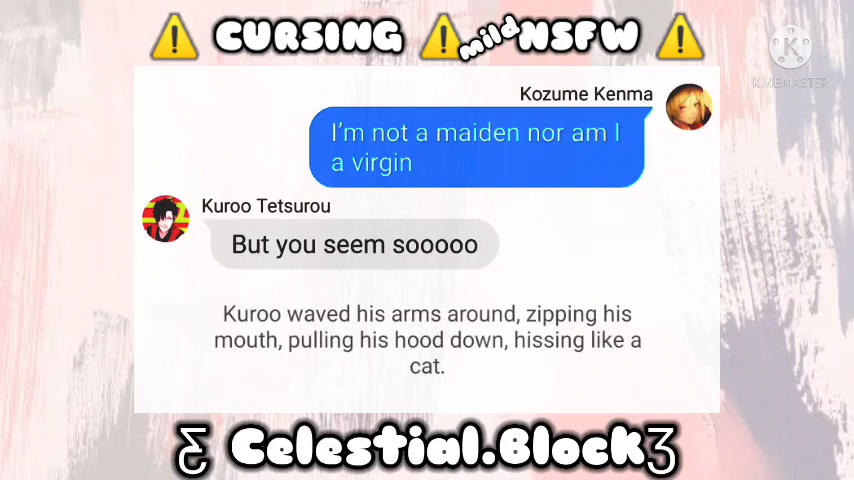 ⚠️ CURSING ⚠️ mild NSFW ⚠️
KINEMASTER
Kozume Kenma
I'm not a maiden nor am I
a virgin
Kuroo Tetsurou
But you seem sooooo
Kuroo waved his arms around, zipping his
mouth, pulling his hood down, hissing like a
cat.
Ƹ Celestial.Block Ʒ